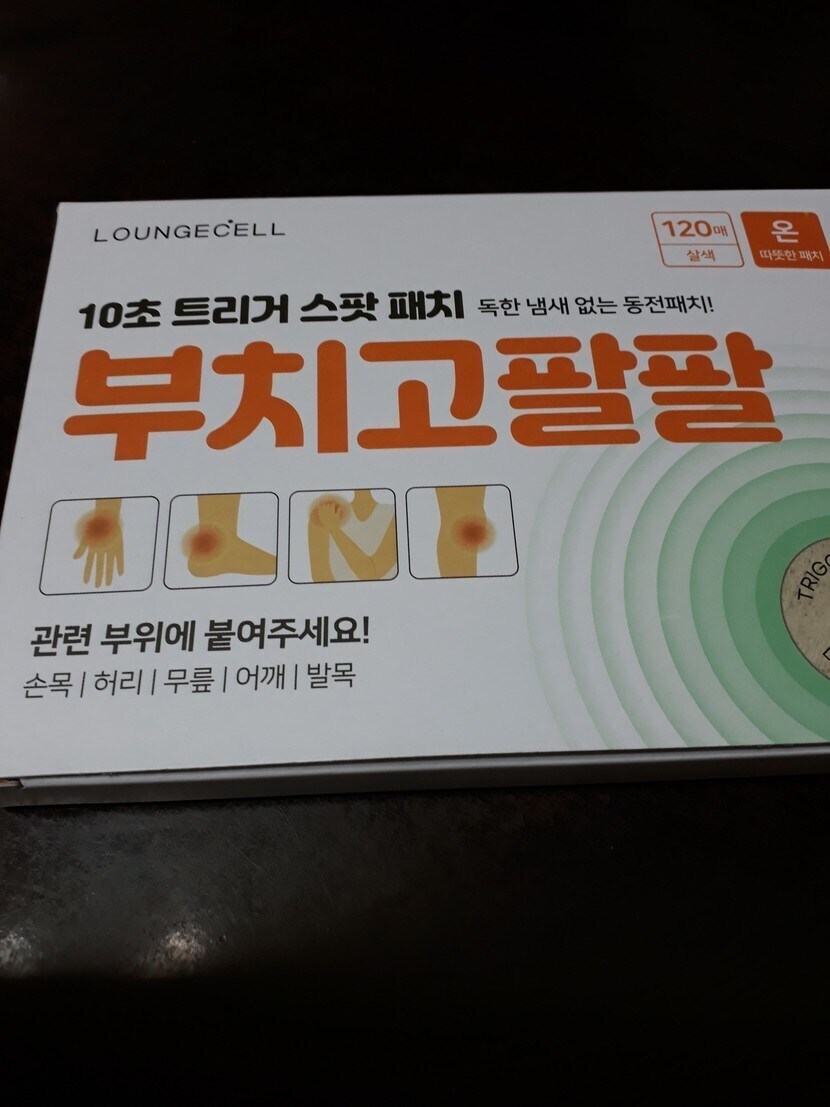 LOUNGECELL
120매
살색
온
따뜻한 패치
10초 트리거 스팟 패치 독한 냄새 없는 동전패치!
부치고팔팔
관련 부위에 붙여주세요!
손목 | 허리 | 무릎 | 어깨 | 발목